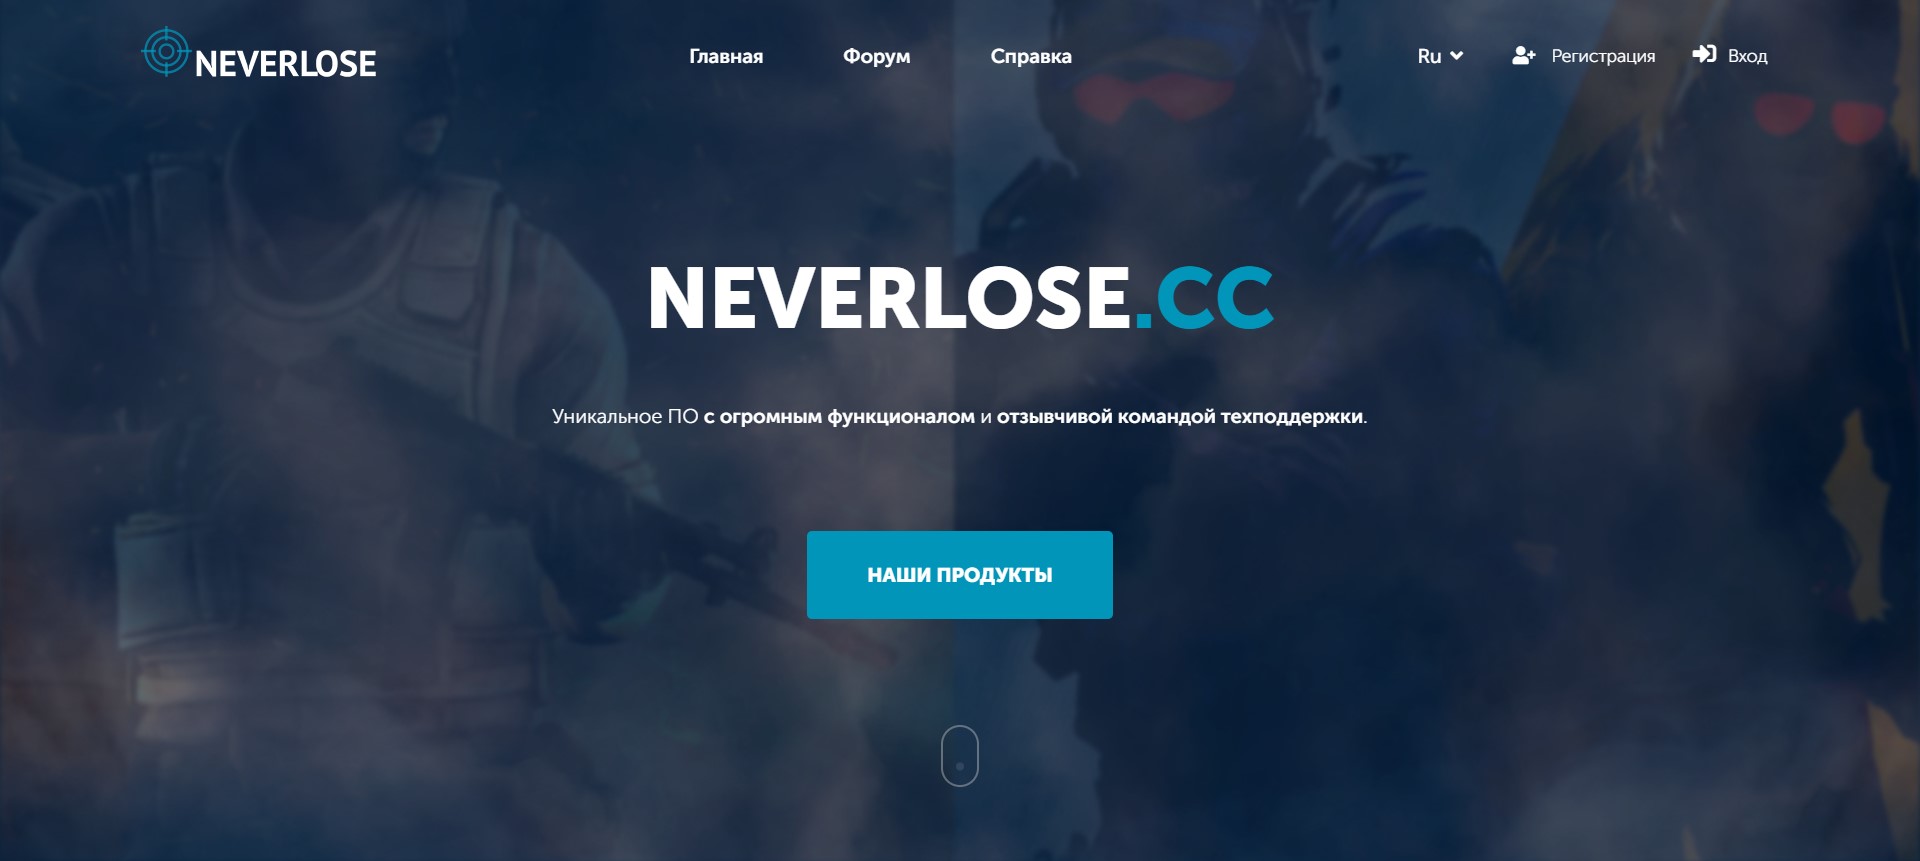 NEVERLOSE
Главная
Форум
Справка
Ru
Регистрация
Вход
NEVERLOSE.CC
Уникальное ПО с огромным функционалом и отзывчивой командой техподдержки.
НАШИ ПРОДУКТЫ